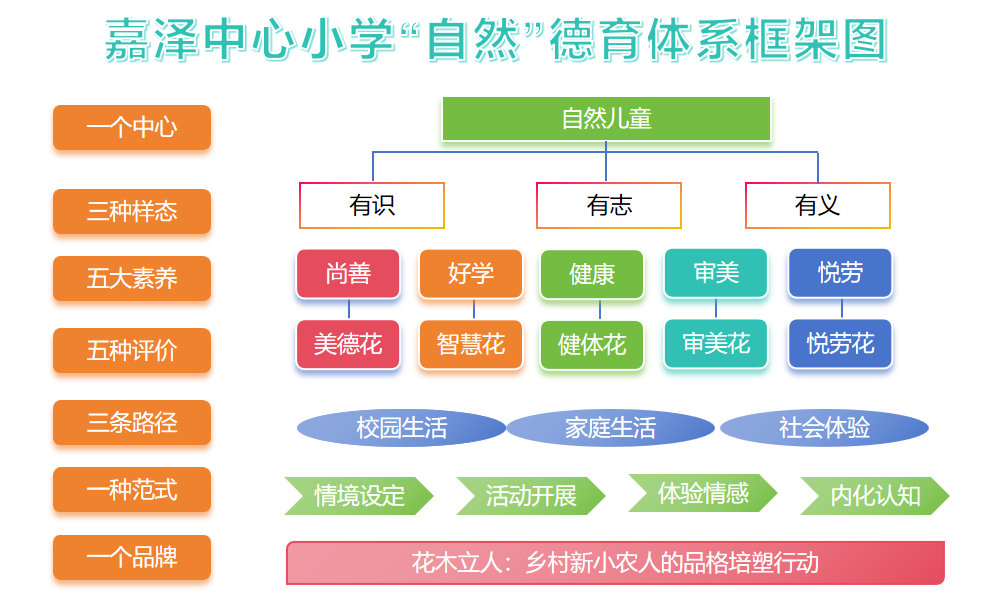 嘉泽中心小学“自然”德育体系框架图
一个中心
自然儿童
三种样态
有识 有志 有义
五大素养
尚善 好学 健康 审美 悦劳
五种评价
美德花 智慧花 健体花 审美花 悦劳花
三条路径
校园生活 家庭生活 社会体验
一种范式
情境设定 活动开展 体验情感 内化认知
一个品牌
花木立人：乡村新小农人的品格培塑行动